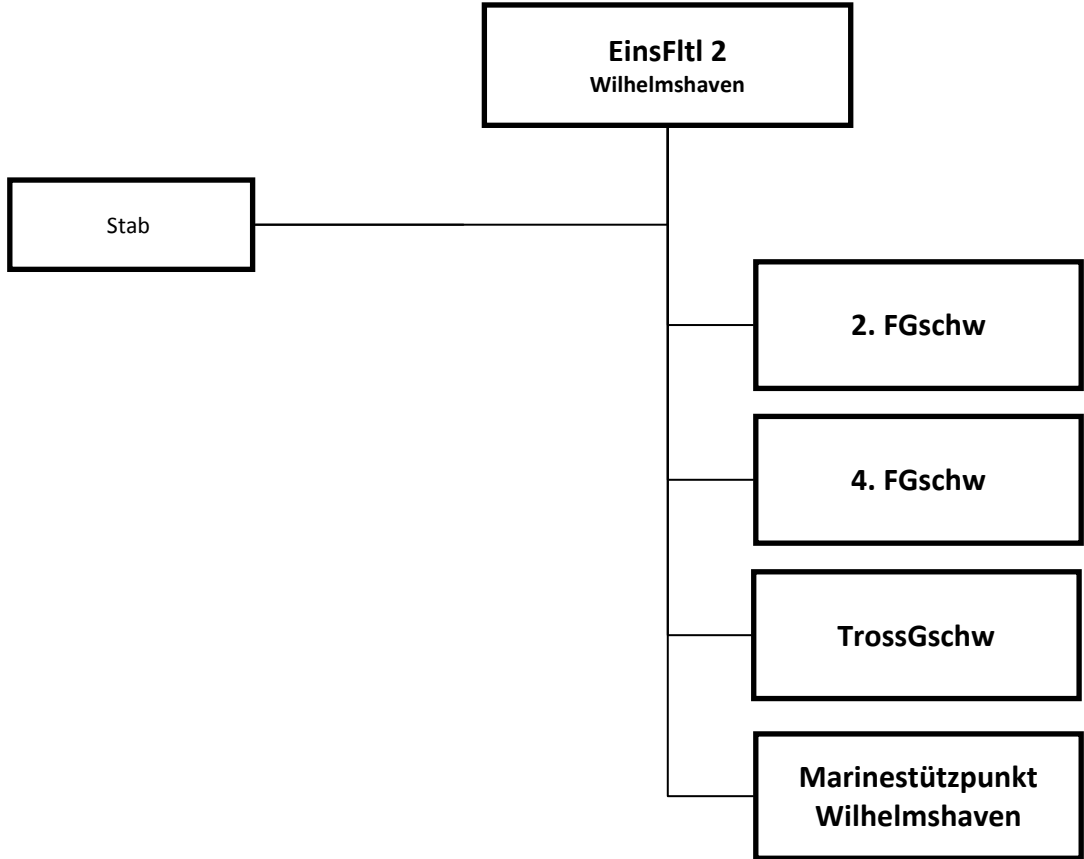 EinsFltl 2
Wilhelmshaven
Stab
2. FGschw
4. FGschw
TrossGschw
Marinestützpunkt
Wilhelmshaven